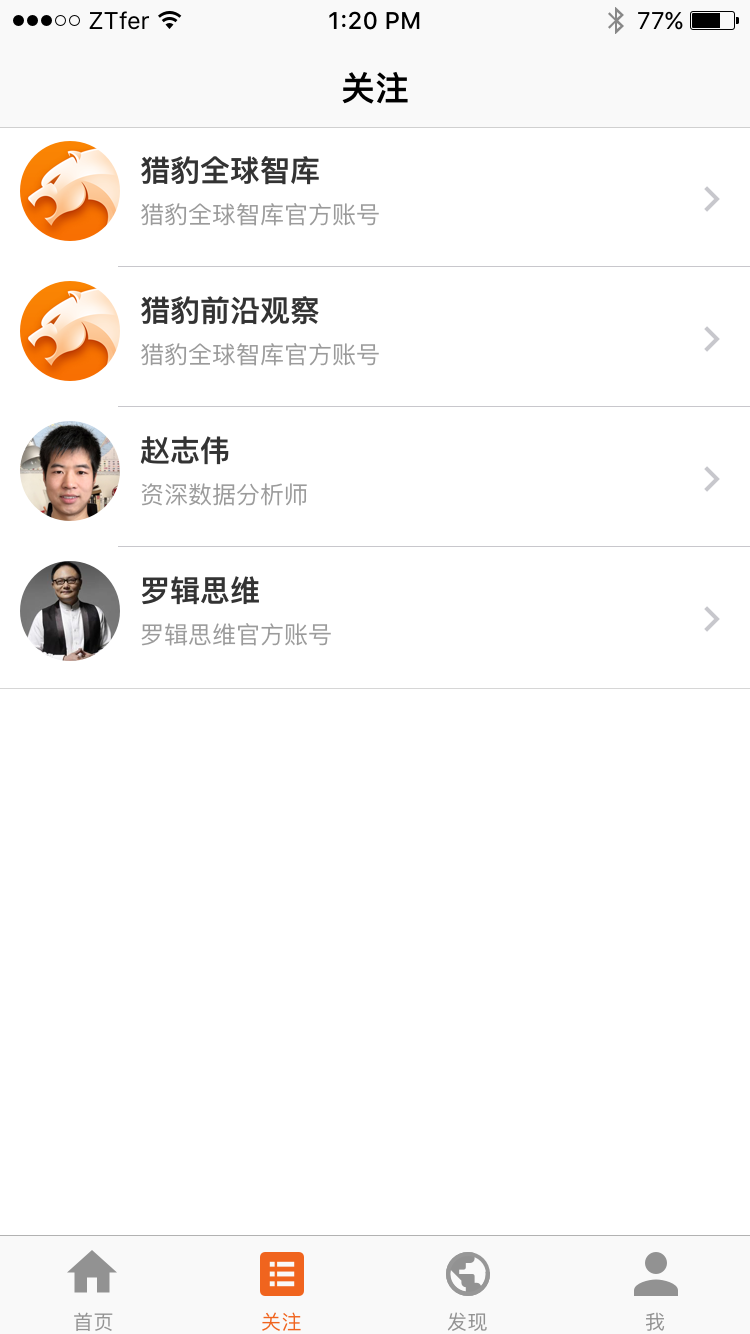 ZTfer 1:20 PM 77%
关注
猎豹全球智库
猎豹全球智库官方账号
猎豹前沿观察
猎豹全球智库官方账号
赵志伟
资深数据分析师
罗辑思维
罗辑思维官方账号
首页 关注 发现 我